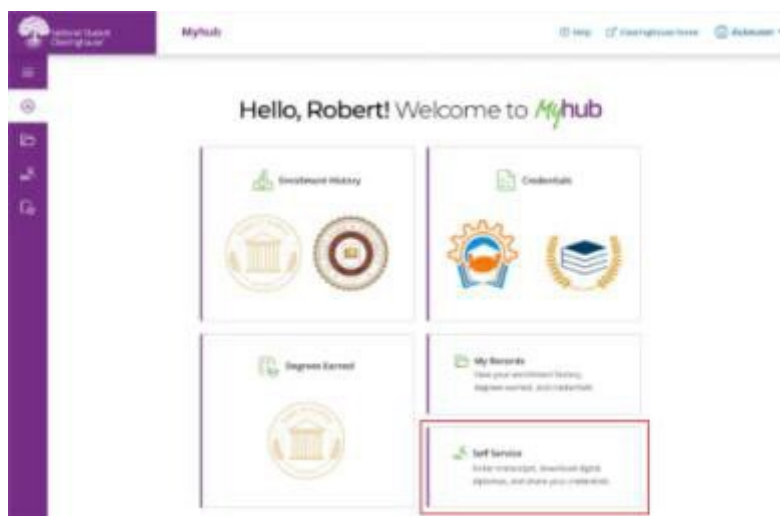 National Student
Clearinghouse
Myhub
Help
Clearinghouse home
Hello, Robert! Welcome to Myhub
Enrollment History
Credentials
Degrees Earned
My Records
View your enrollment history,
degrees earned, and credentials
Self Service
Order transcripts, download digital
diplomas, and share your credentials